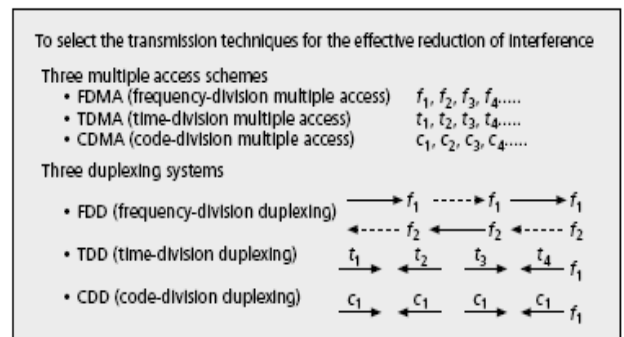 To select the transmission techniques for the effective reduction of interference
Three multiple access schemes
• FDMA (frequency-division multiple access) f1, f2, f3, f4.....
• TDMA (time-division multiple access) t1, t2, t3, t4.....
• CDMA (code-division multiple access) c1, c2, c3, c4.....
Three duplexing systems
• FDD (frequency-division duplexing) f1 f1 f1
f2 f2 f2
• TDD (time-division duplexing) t1 t2 t3 t4 f1
• CDD (code-division duplexing) c1 c1 c1 c1 f1